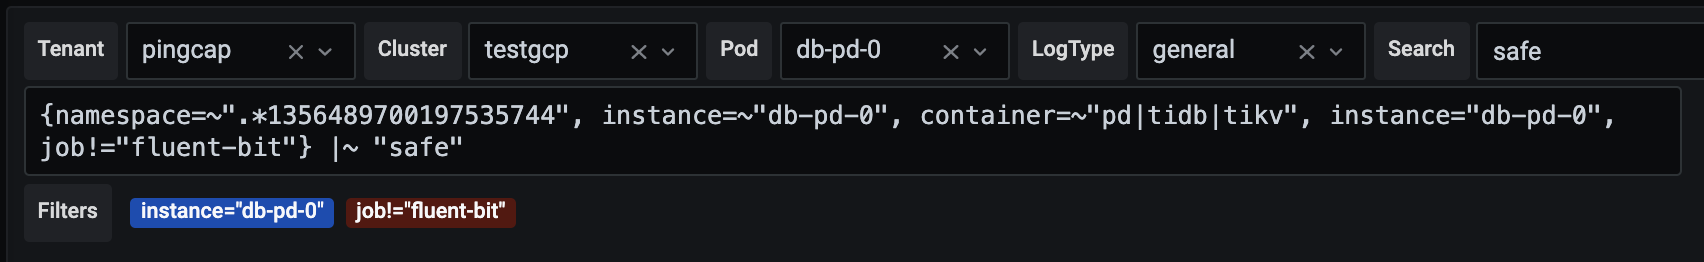 Tenant pingcap Cluster testgcp Pod db-pd-0 LogType general Search safe
{namespace=~".*1356489700197535744", instance=~"db-pd-0", container=~"pd|tidb|tikv", instance="db-pd-0",
job!="fluent-bit"} |~ "safe"
Filters instance="db-pd-0" job!="fluent-bit"